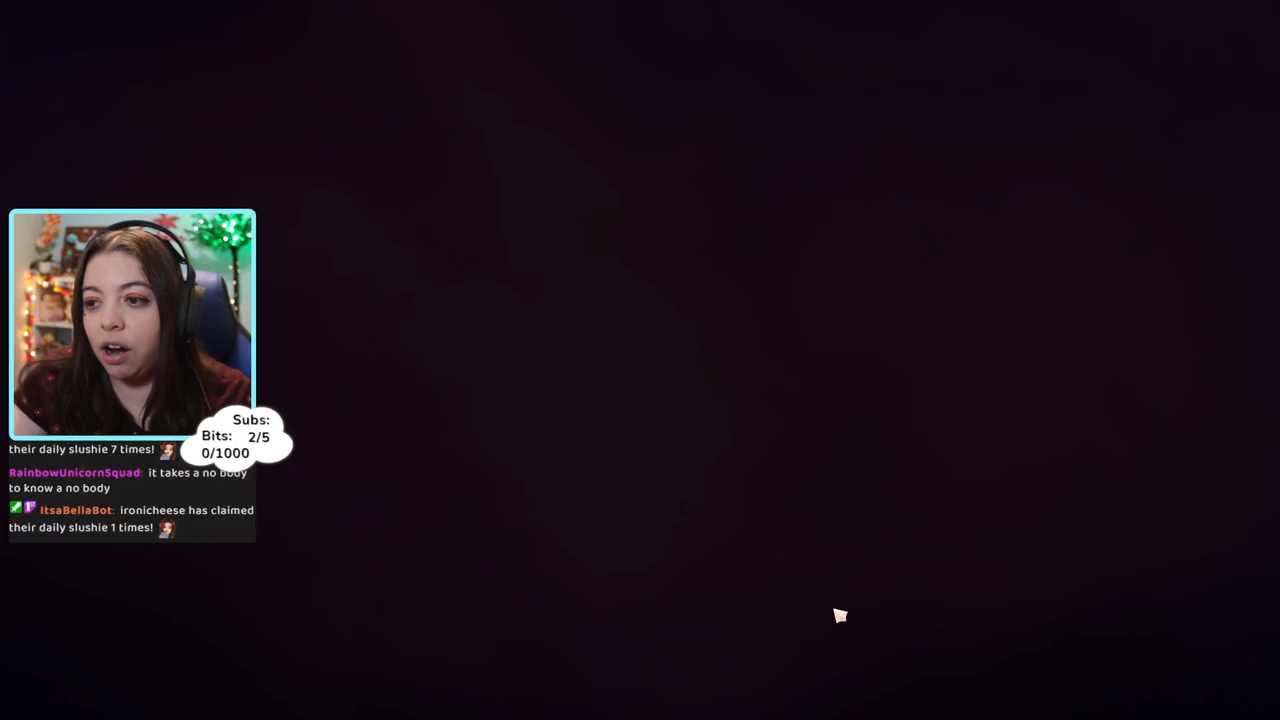 Subs:
Bits: 2/5
0/1000
their daily slushie 7 times!
RainbowUnicornSquad: it takes a no body
to know a no body
ItsaBellaBot: ironicheese has claimed
their daily slushie 1 times!